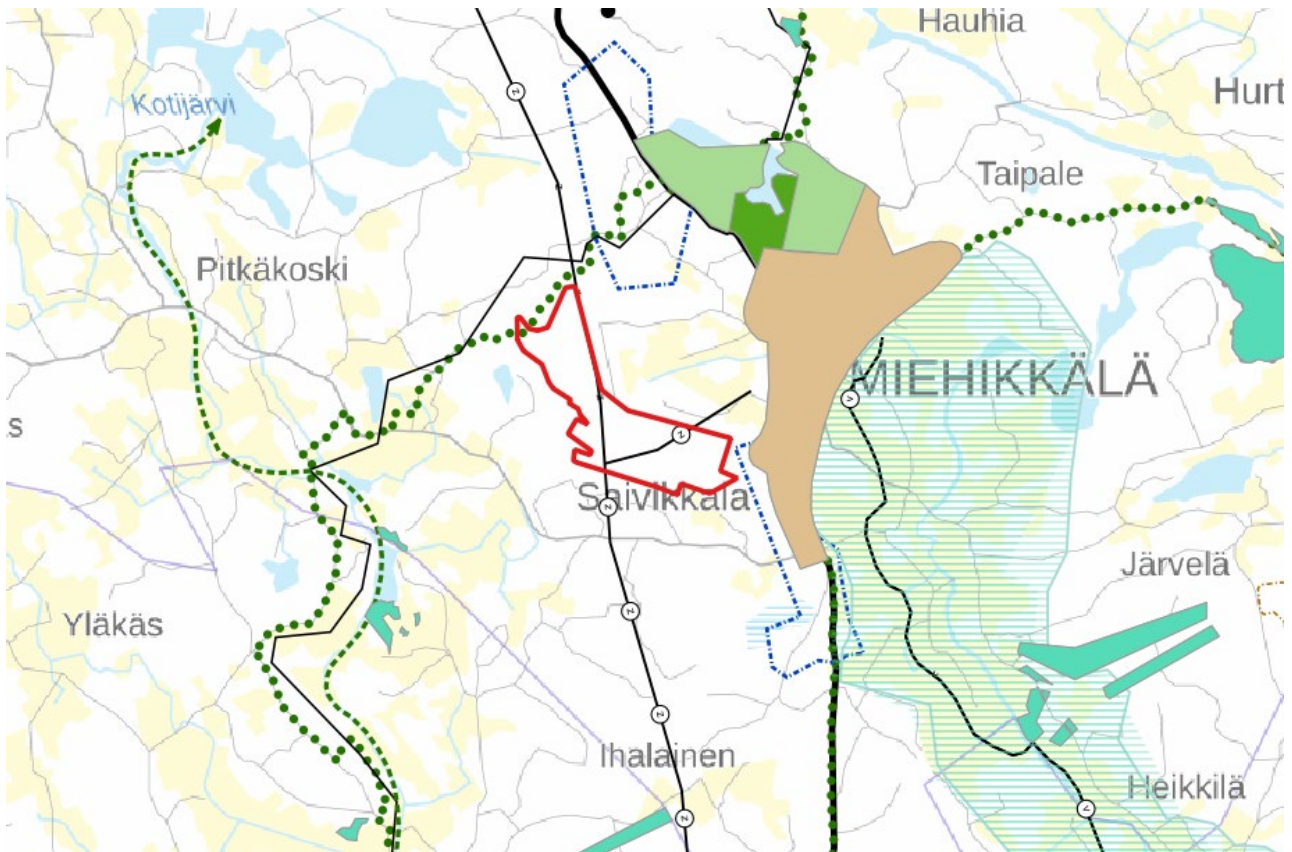 Hauhia
Hurt
Kotijärvi
z
Taipale
z
Pitkäkoski
MIEHIKKÄLÄ
v
s
z
z
Saivikkala
z
Järvelä
z
Yläkäs
z
Ihalainen
Heikkilä
z
v